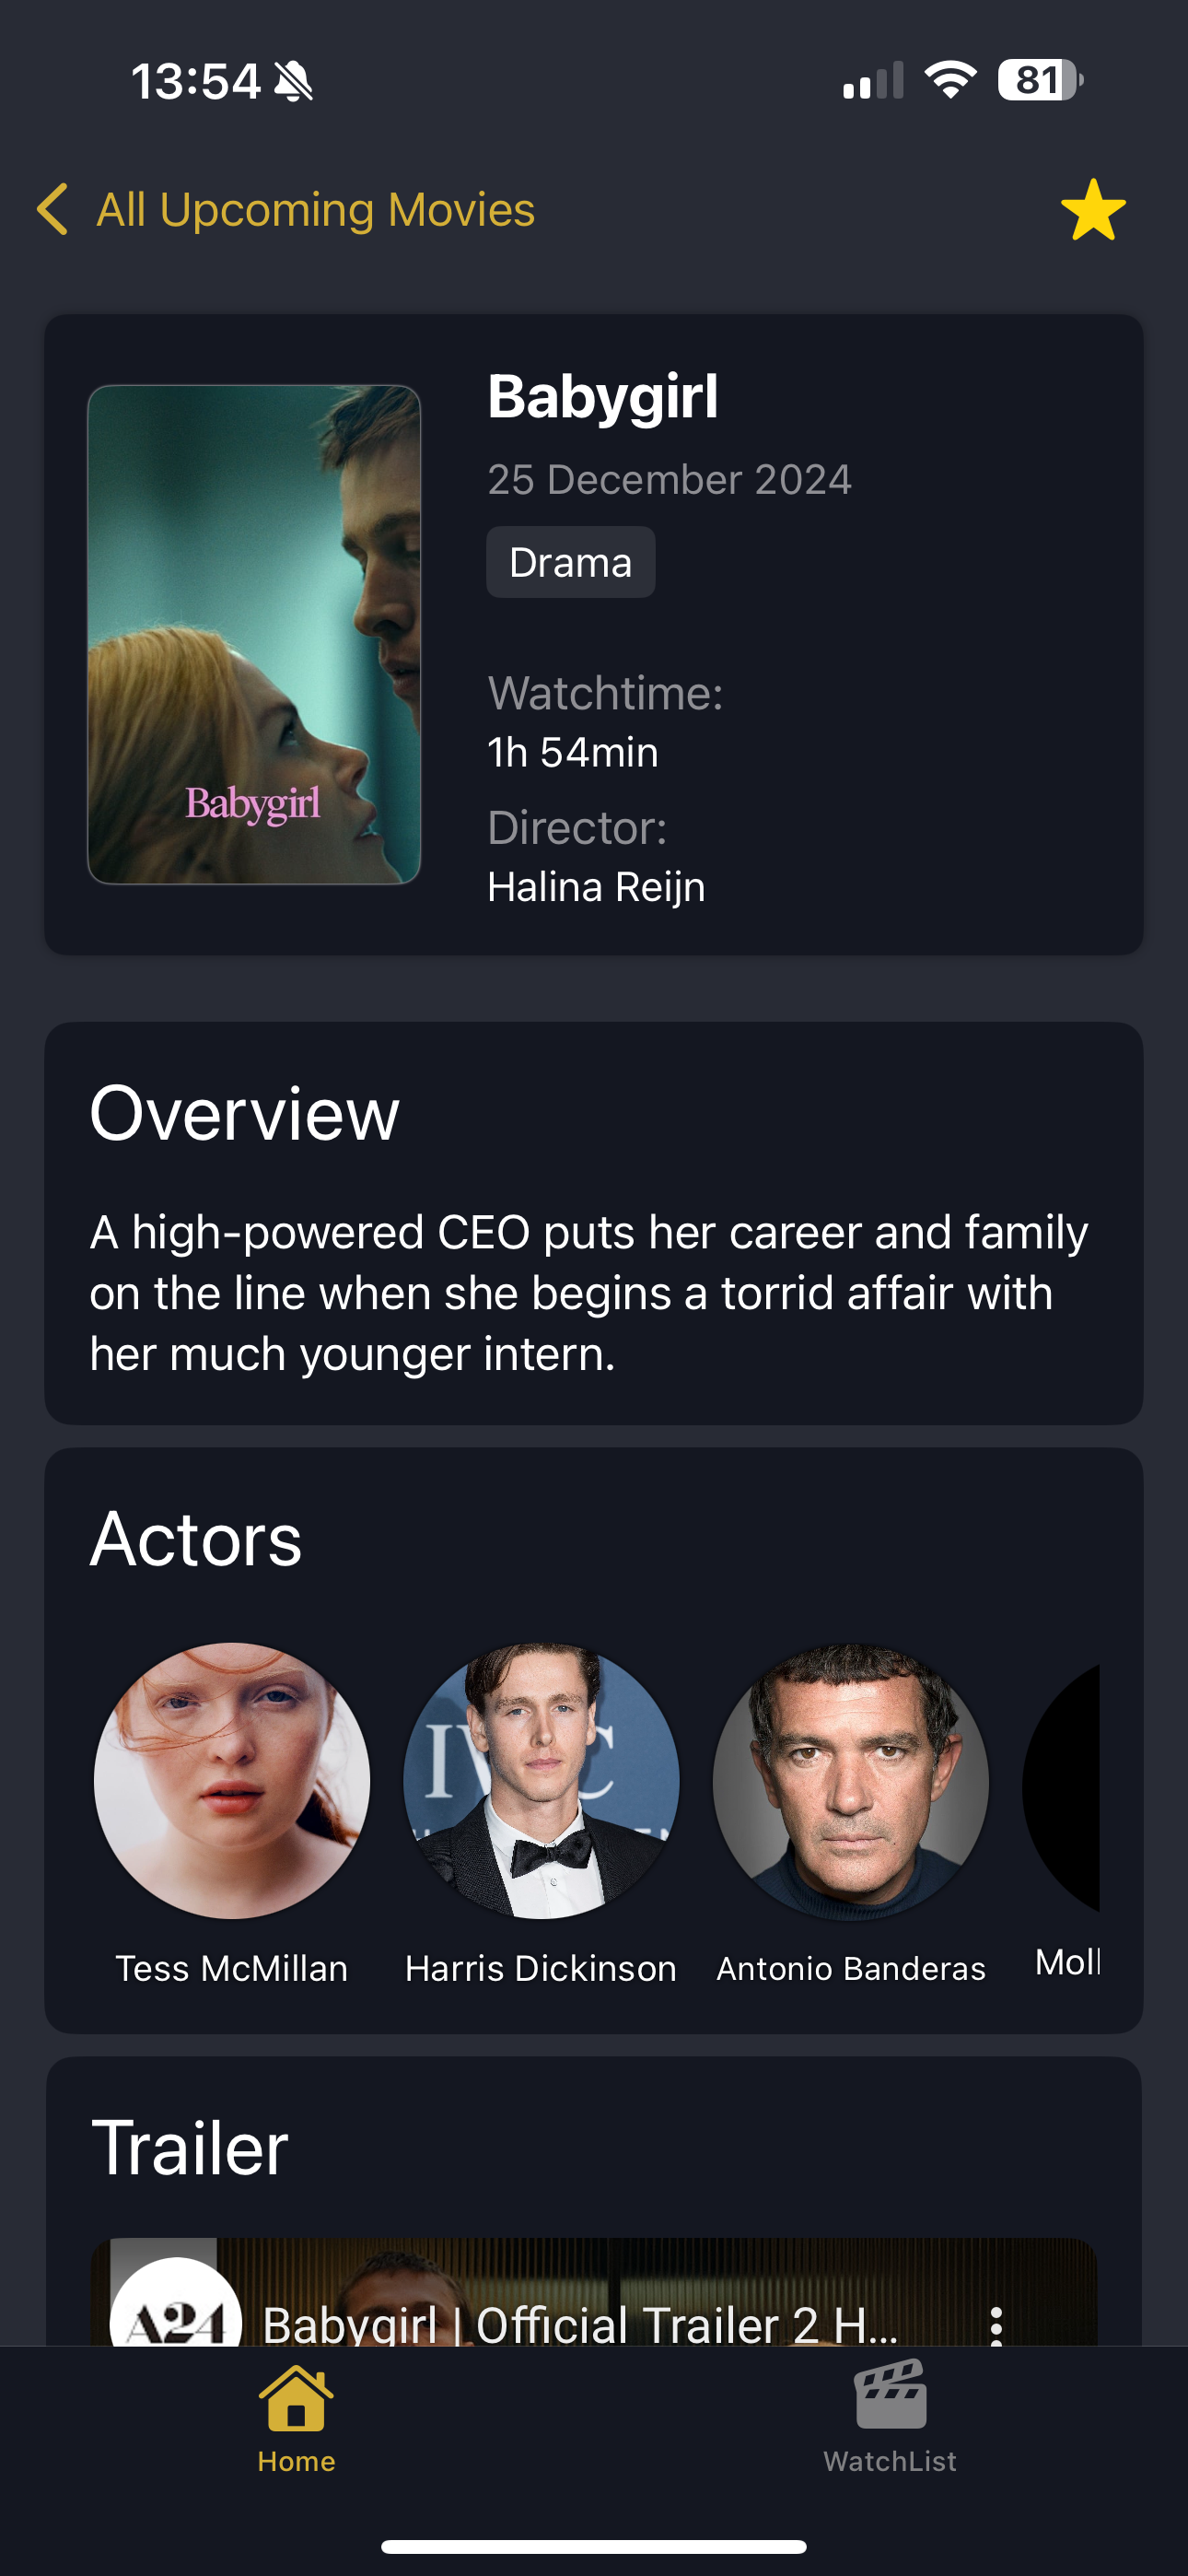 13:54
81
All Upcoming Movies
Babygirl
25 December 2024
Drama
Watchtime:
1h 54min
Director:
Halina Reijn
Babygirl
Overview
A high-powered CEO puts her career and family
on the line when she begins a torrid affair with
her much younger intern.
Actors
Tess McMillan
Harris Dickinson
Antonio Banderas
Moll
Trailer
A24
Babygirl | Official Trailer 2 H...
Home
WatchList